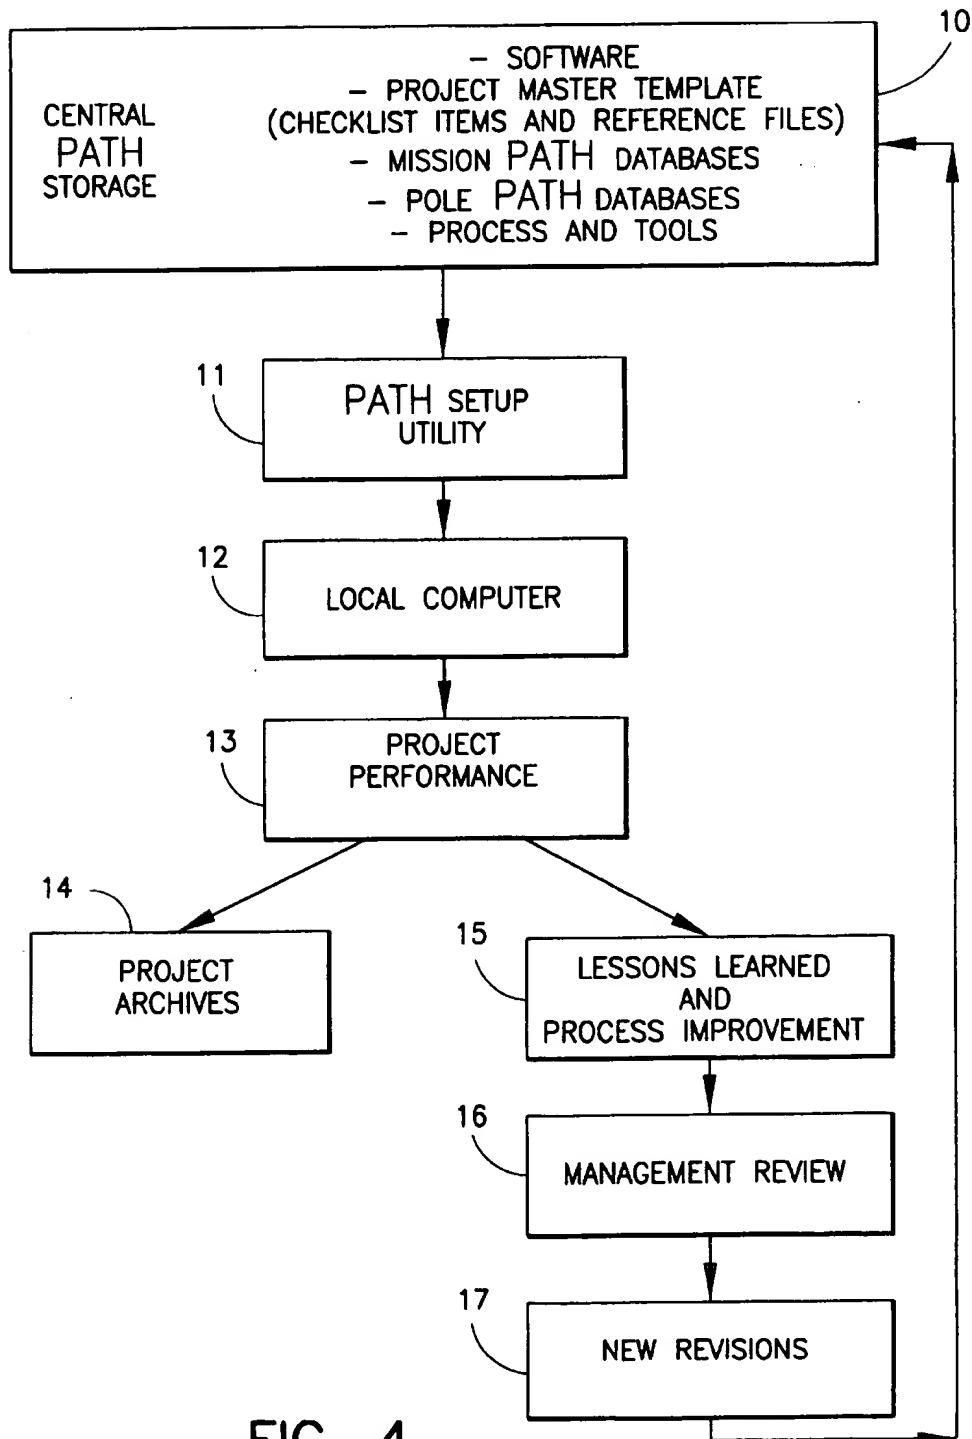 10
CENTRAL
PATH
STORAGE
– SOFTWARE
– PROJECT MASTER TEMPLATE
(CHECKLIST ITEMS AND REFERENCE FILES)
– MISSION PATH DATABASES
– POLE PATH DATABASES
– PROCESS AND TOOLS
11
PATH SETUP
UTILITY
12
LOCAL COMPUTER
13
PROJECT
PERFORMANCE
14
PROJECT
ARCHIVES
15
LESSONS LEARNED
AND
PROCESS IMPROVEMENT
16
MANAGEMENT REVIEW
17
NEW REVISIONS
FIG. 4